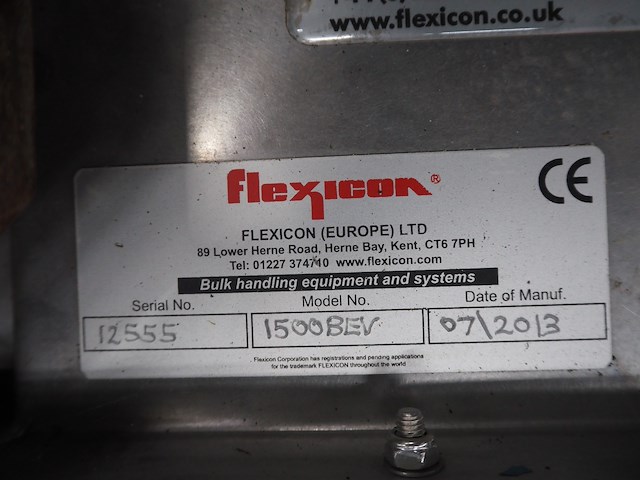 www.flexicon.co.uk
flexicon®
CE
FLEXICON (EUROPE) LTD
89 Lower Herne Road, Herne Bay, Kent, CT6 7PH
Tel: 01227 374710 www.flexicon.com
Bulk handling equipment and systems
Serial No. Model No. Date of Manuf.
12555 1500BEV 07\2013
Flexicon Corporation has registrations and pending applications
for the trademark FLEXICON throughout the world